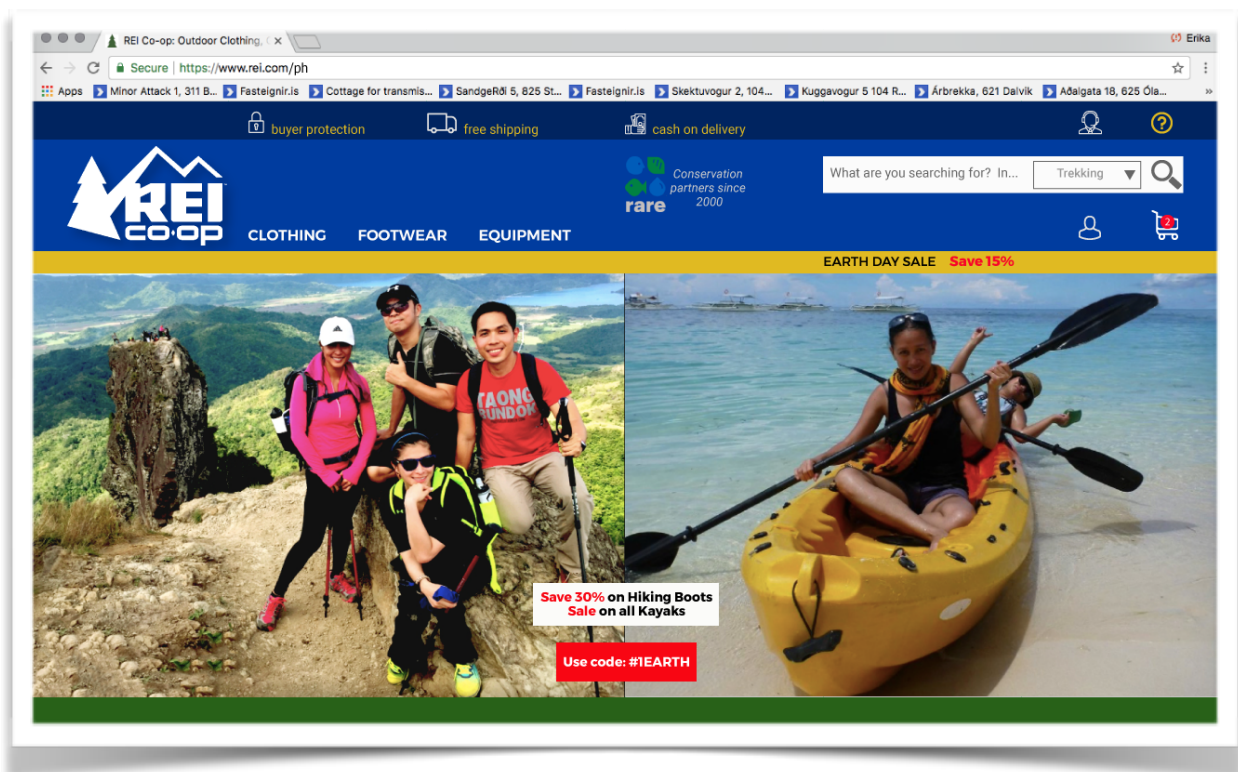 REI Co-op: Outdoor Clothing, C
Erika
Secure https://www.rei.com/ph
Apps Minor Attack 1, 311 B... Fasteignir.is Cottage for transmis... SandgeRði 5, 825 St... Fasteignir.is Skektuvogur 2, 104... Kuggavogur 5 104 R... Árbrekka, 621 Dalvik Aðalgata 18, 625 Óla... »
buyer protection free shipping cash on delivery ?
REI
CO·OP
rare
Conservation
partners since
2000
What are you searching for? In... Trekking
CLOTHING FOOTWEAR EQUIPMENT
2
EARTH DAY SALE Save 15%
TAONG
BUNDOK
Save 30% on Hiking Boots
Sale on all Kayaks
Use code: #1EARTH